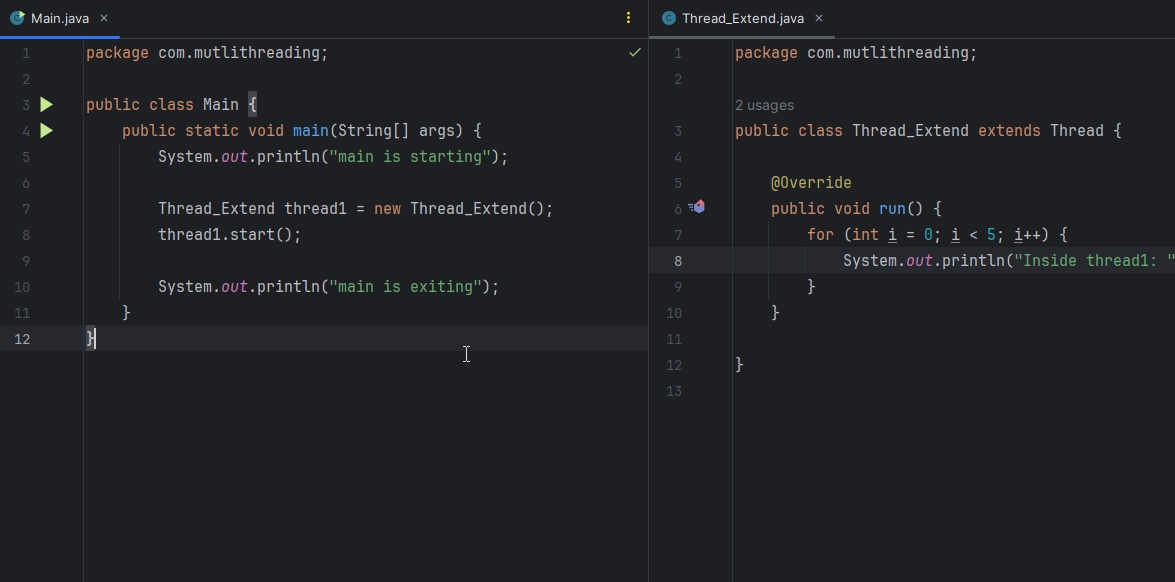 Main.java
1 package com.mutlithreading;
2
3 public class Main {
4 public static void main(String[] args) {
5 System.out.println("main is starting");
6
7 Thread_Extend thread1 = new Thread_Extend();
8 thread1.start();
9
10 System.out.println("main is exiting");
11 }
12 }
Thread_Extend.java
1 package com.mutlithreading;
2
2 usages
3 public class Thread_Extend extends Thread {
4
5 @Override
6 public void run() {
7 for (int i = 0; i < 5; i++) {
8 System.out.println("Inside thread1: "
9 }
10 }
11
12 }
13